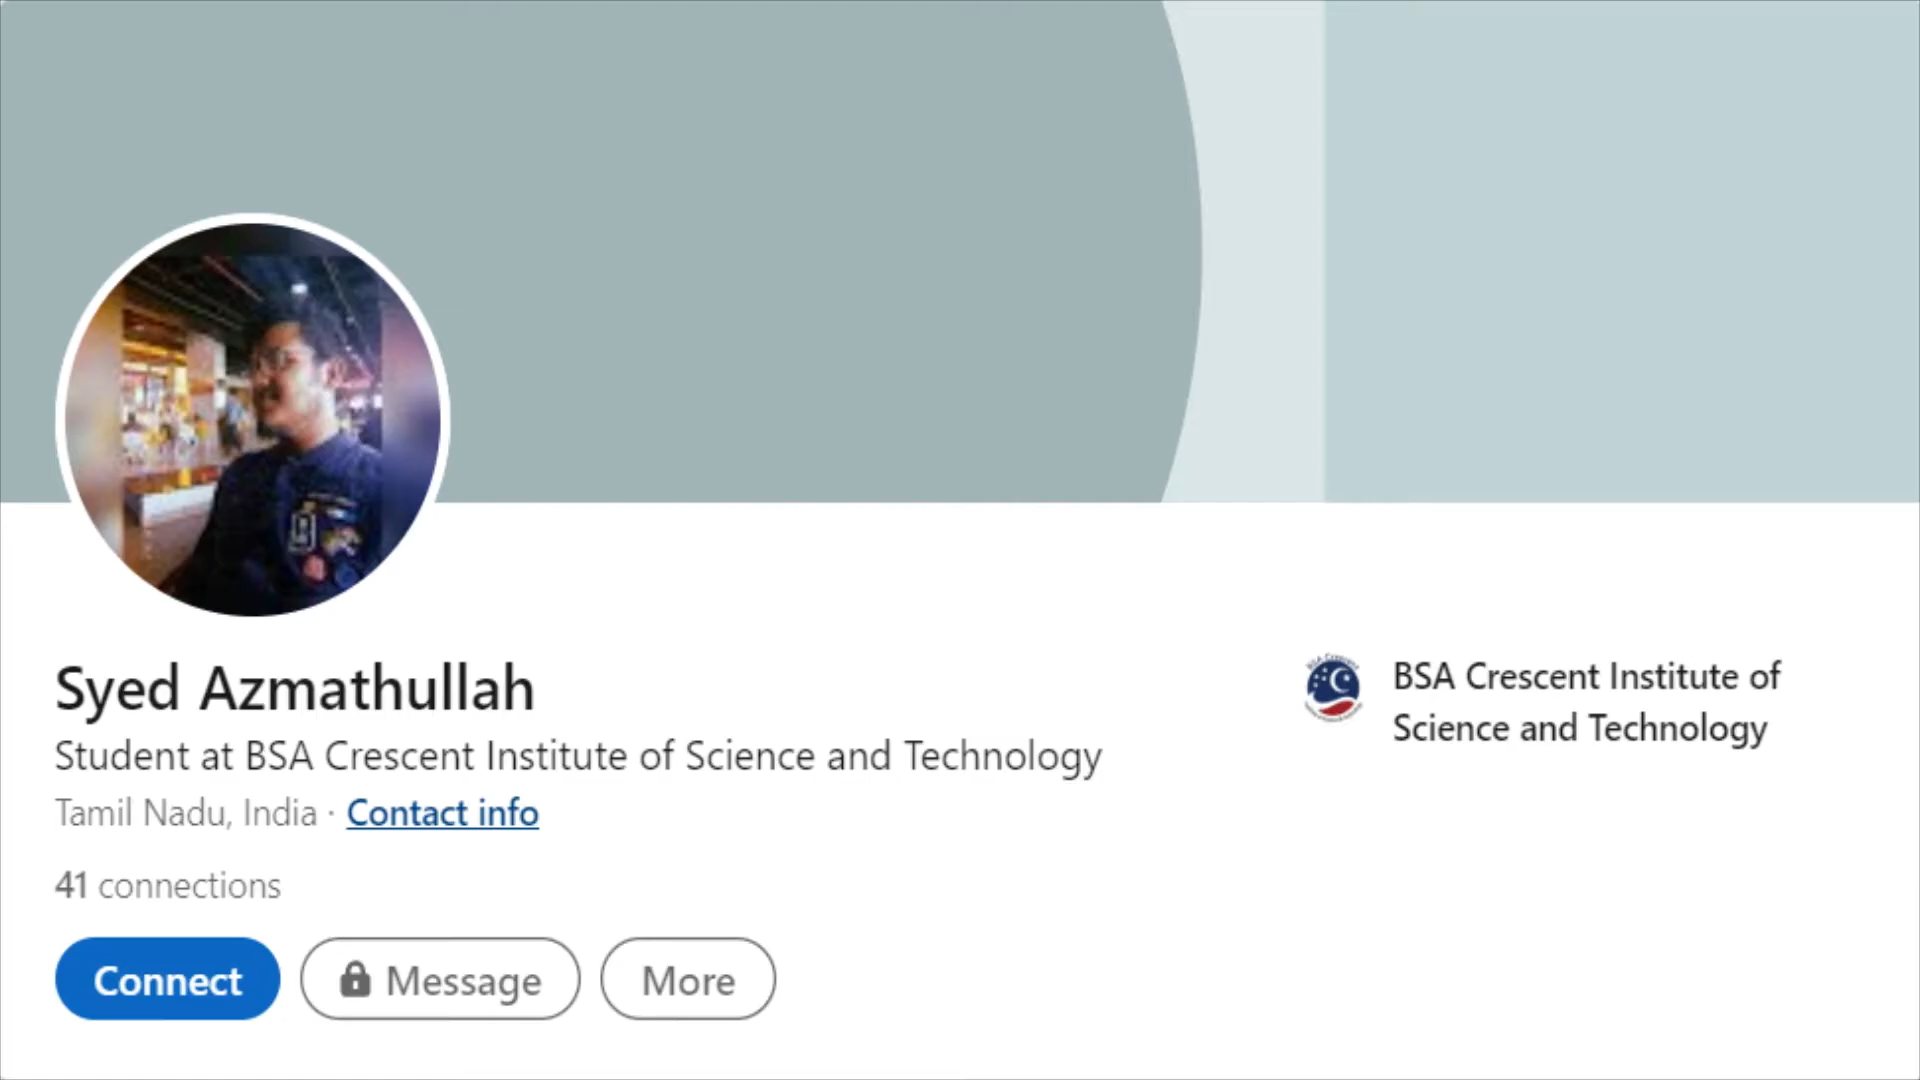 Syed Azmathullah
Student at BSA Crescent Institute of Science and Technology
Tamil Nadu, India · Contact info
41 connections
Connect
Message
More
BSA Crescent Institute of
Science and Technology